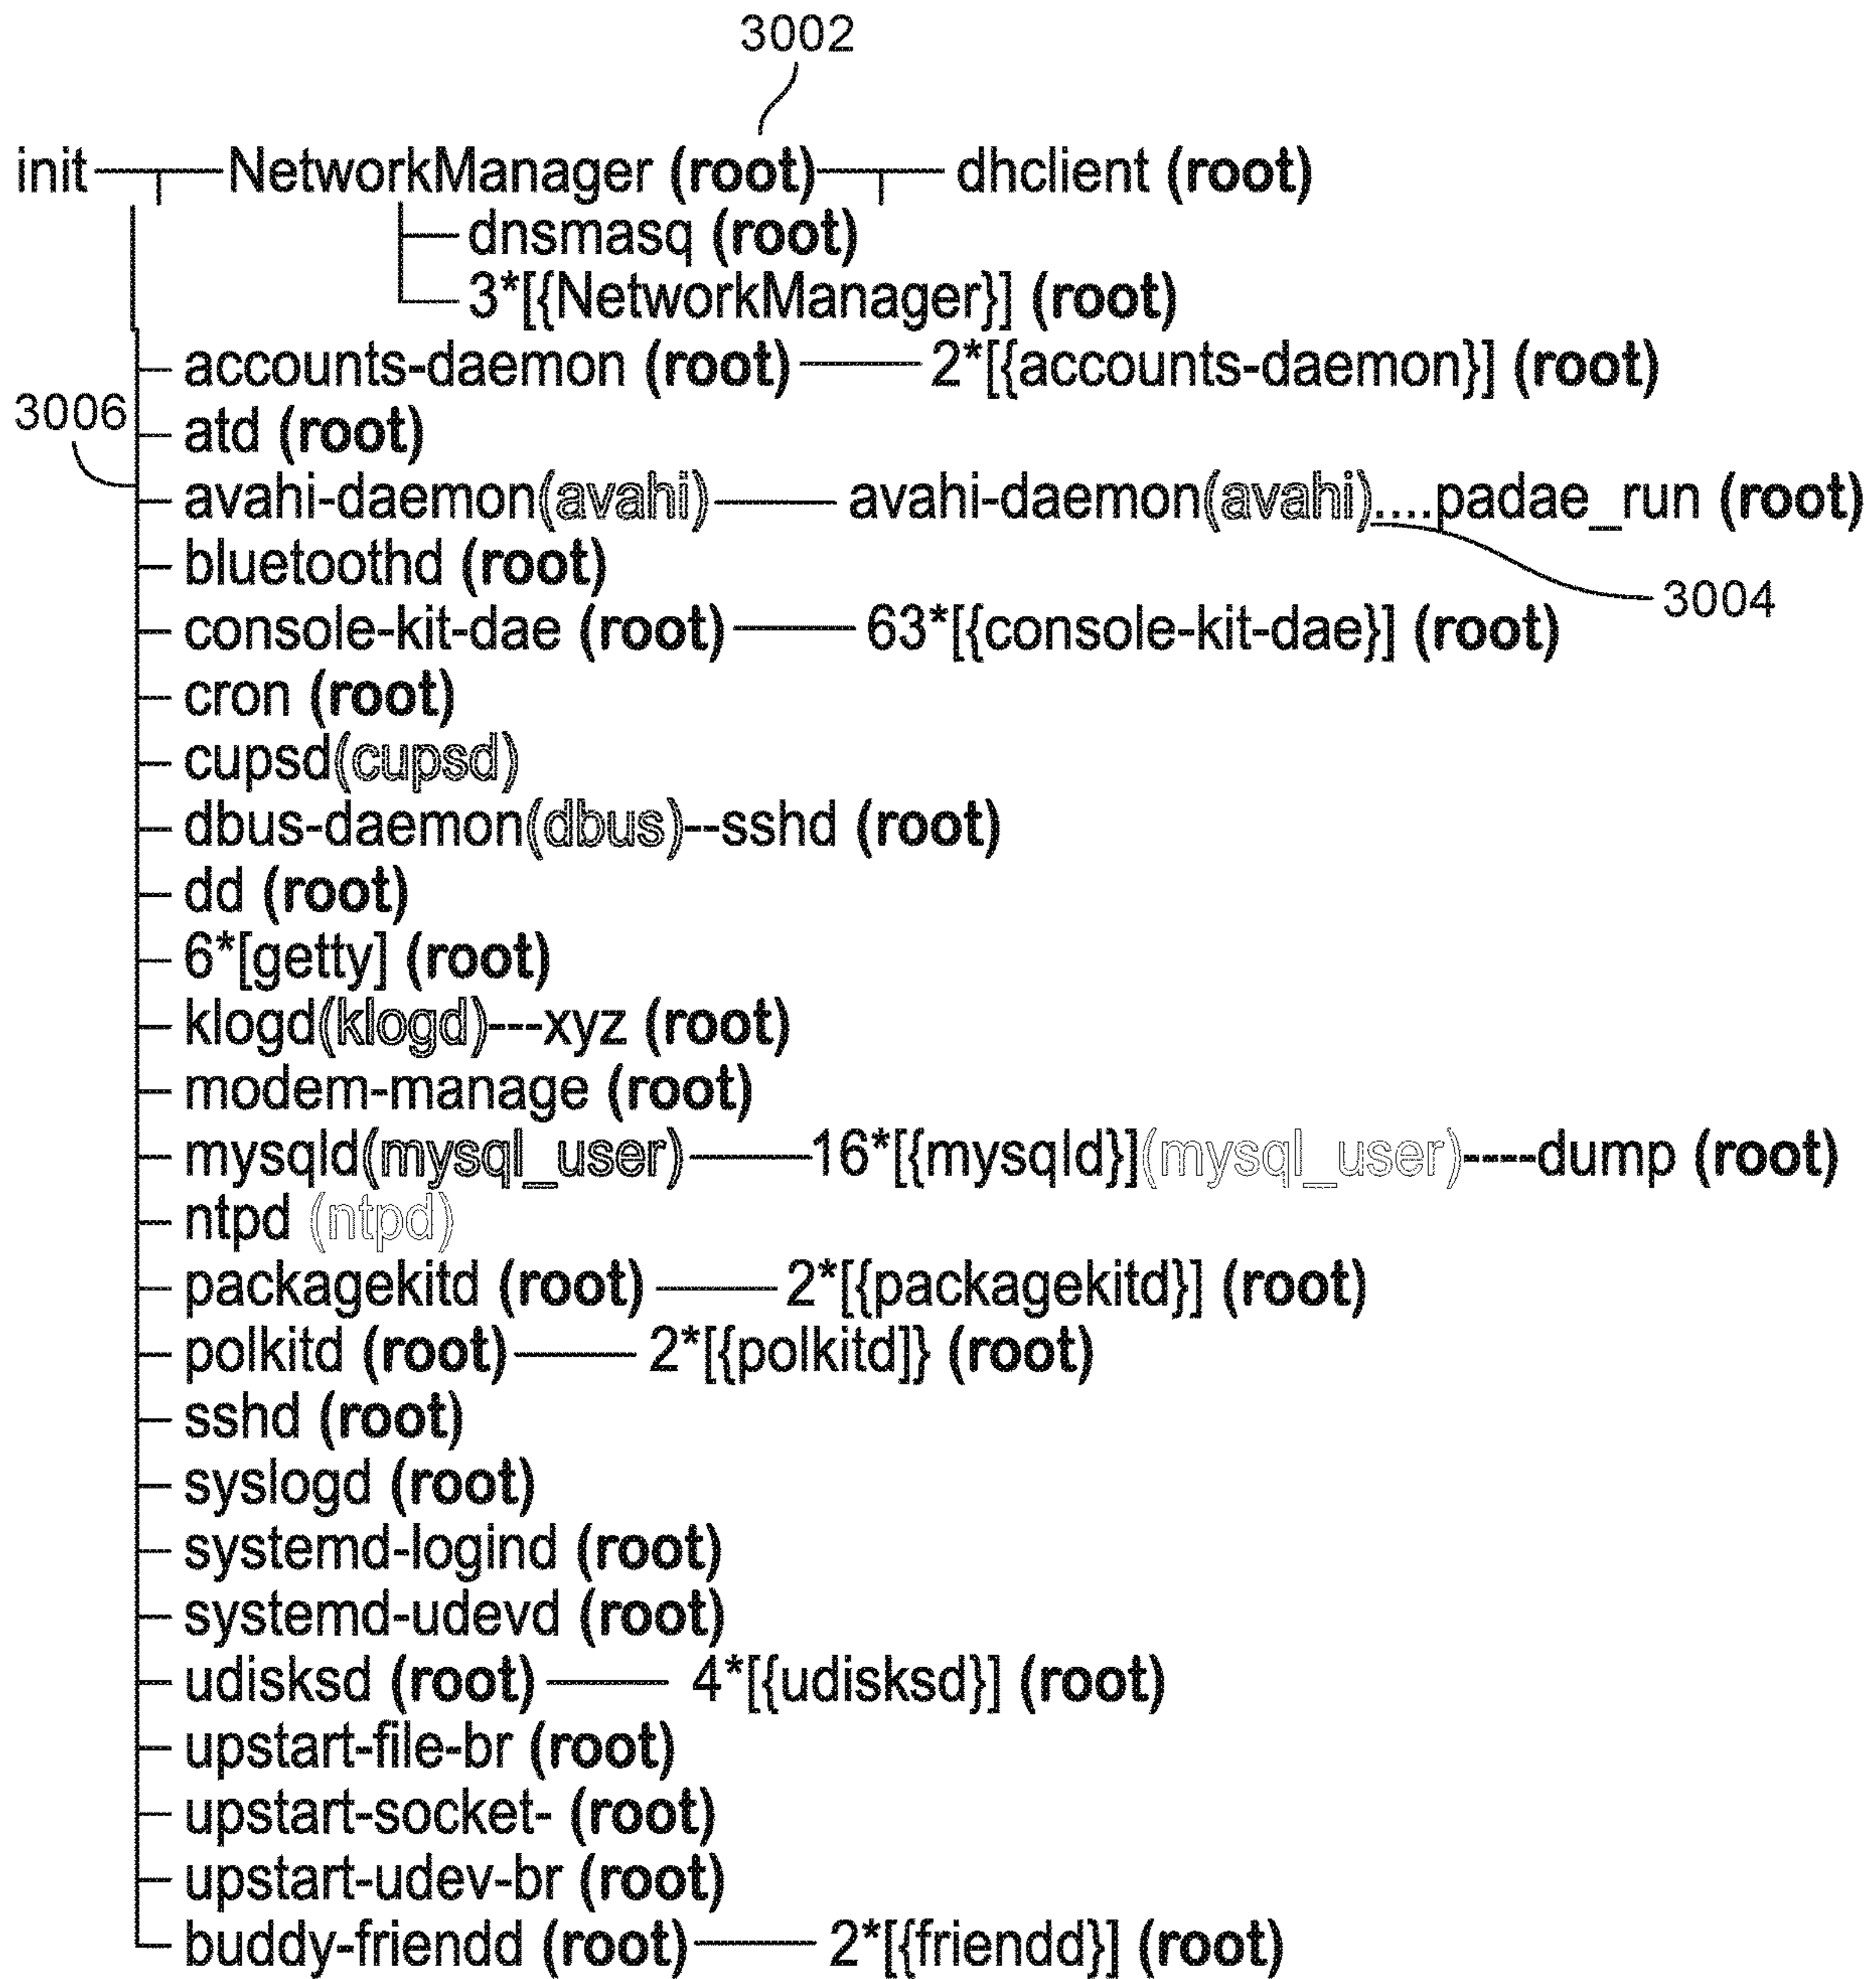 3002
init NetworkManager (root) dhclient (root)
dnsmasq (root)
3*[{NetworkManager}] (root)
accounts-daemon (root) 2*[{accounts-daemon}] (root)
3006
atd (root)
avahi-daemon(avahi) avahi-daemon(avahi)....padae_run (root)
bluetoothd (root)
3004
console-kit-dae (root) 63*[{console-kit-dae}] (root)
cron (root)
cupsd(cupsd)
dbus-daemon(dbus)--sshd (root)
dd (root)
6*[getty] (root)
klogd(klogd)---xyz (root)
modem-manage (root)
mysqld(mysql_user) 16*[{mysqld}](mysql_user)----dump (root)
ntpd (ntpd)
packagekitd (root) 2*[{packagekitd}] (root)
polkitd (root) 2*[{polkitd]} (root)
sshd (root)
syslogd (root)
systemd-logind (root)
systemd-udevd (root)
udisksd (root) 4*[{udisksd}] (root)
upstart-file-br (root)
upstart-socket- (root)
upstart-udev-br (root)
buddy-friendd (root) 2*[{friendd}] (root)